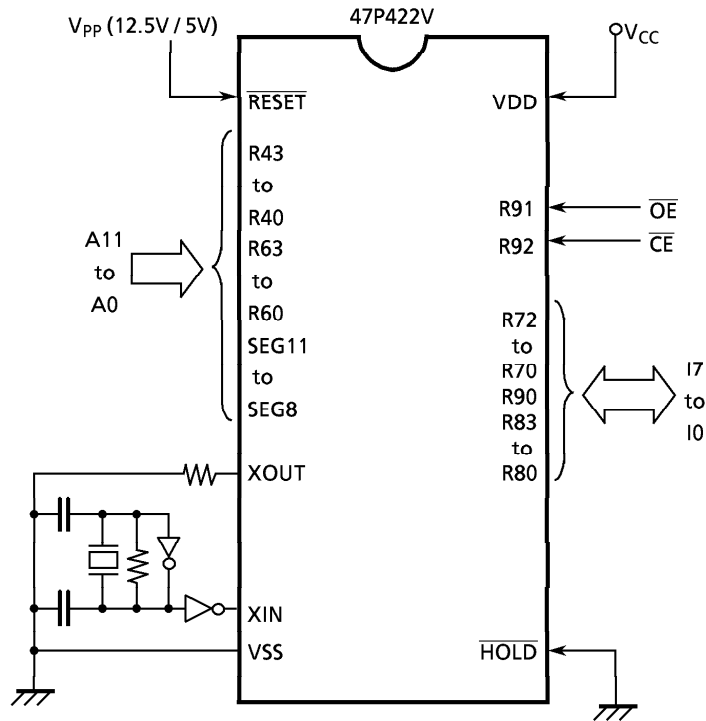 47P422V
VPP (12.5V / 5V)
VCC
RESET
VDD
R43
to
R40
R63
to
R60
SEG11
to
SEG8
A11
to
A0
R91
OE
R92
CE
R72
to
R70
R90
R83
to
R80
I7
to
I0
XOUT
XIN
VSS
HOLD